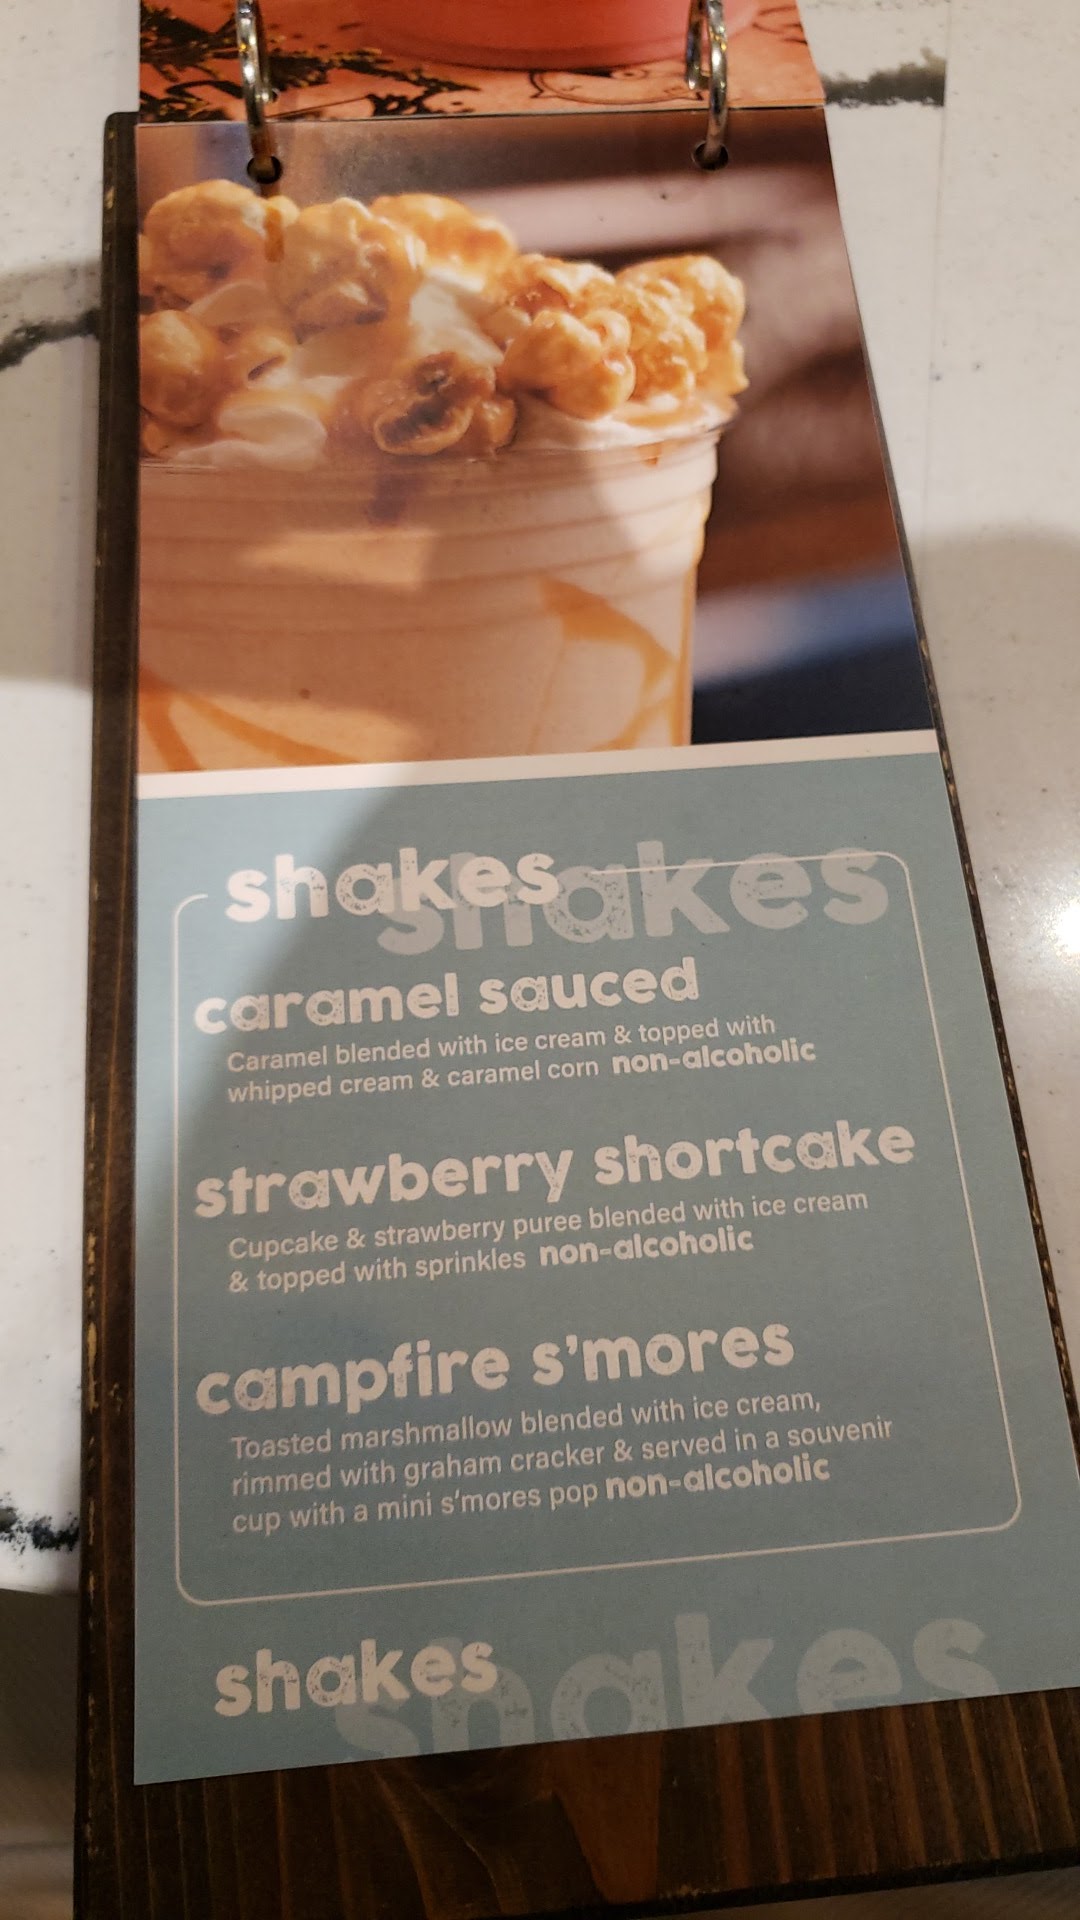 shakes
shakes
caramel sauced
Caramel blended with ice cream & topped with
whipped cream & caramel corn non-alcoholic
strawberry shortcake
Cupcake & strawberry puree blended with ice cream
& topped with sprinkles non-alcoholic
campfire s'mores
Toasted marshmallow blended with ice cream,
rimmed with graham cracker & served in a souvenir
cup with a mini s'mores pop non-alcoholic
shakes
shakes